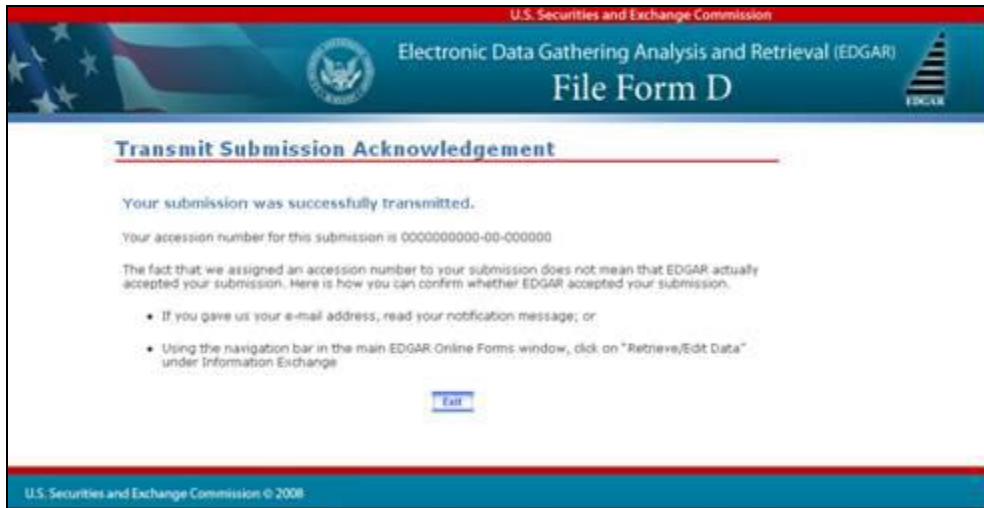 U.S. Securities and Exchange Commission
Electronic Data Gathering Analysis and Retrieval (EDGAR)
File Form D
EDGAR
Transmit Submission Acknowledgement
Your submission was successfully transmitted.
Your accession number for this submission is 0000000000-00-000000
The fact that we assigned an accession number to your submission does not mean that EDGAR actually
accepted your submission. Here is how you can confirm whether EDGAR accepted your submission.
• If you gave us your e-mail address, read your notification message; or
• Using the navigation bar in the main EDGAR Online Forms window, click on "Retrieve/Edit Data"
under Information Exchange
Exit
U.S. Securities and Exchange Commission © 2008